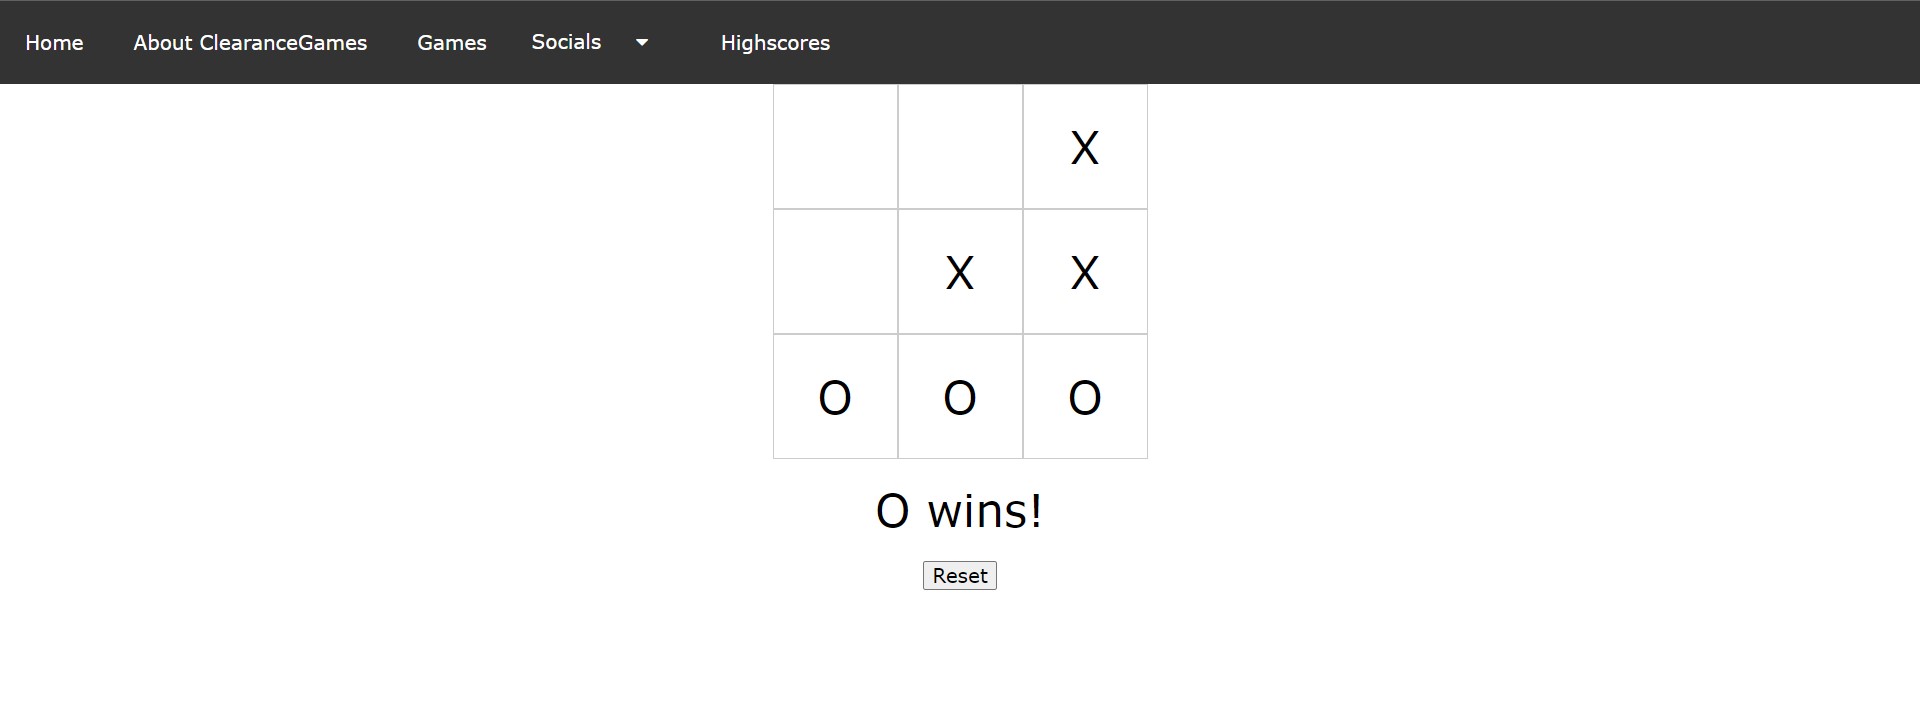 Home About ClearanceGames Games Socials Highscores
X
X X
O O O
O wins!
Reset